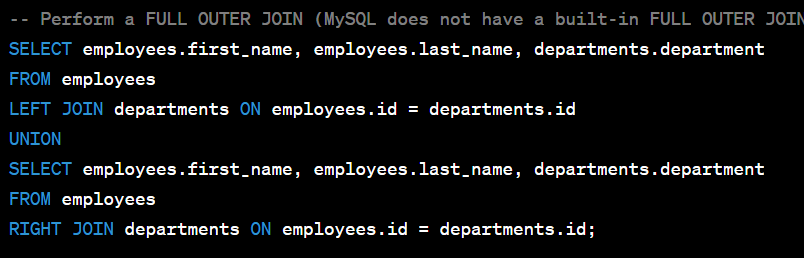 -- Perform a FULL OUTER JOIN (MySQL does not have a built-in FULL OUTER JOIN
SELECT employees.first_name, employees.last_name, departments.department
FROM employees
LEFT JOIN departments ON employees.id = departments.id
UNION
SELECT employees.first_name, employees.last_name, departments.department
FROM employees
RIGHT JOIN departments ON employees.id = departments.id;